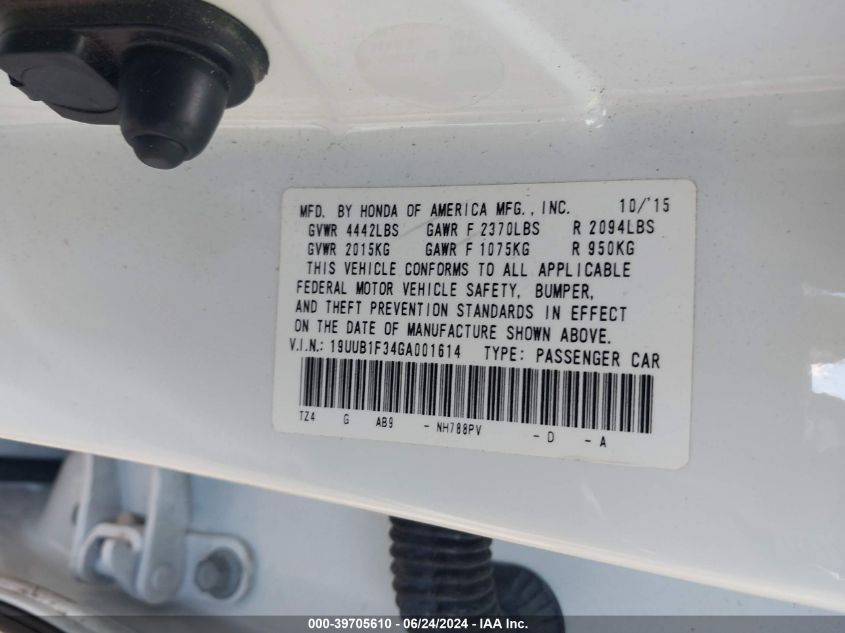 MFD. BY HONDA OF AMERICA MFG., INC. 10/'15
GVWR 4442LBS GAWR F 2370LBS R 2094LBS
GVWR 2015KG GAWR F 1075KG R 950KG
THIS VEHICLE CONFORMS TO ALL APPLICABLE
FEDERAL MOTOR VEHICLE SAFETY, BUMPER,
AND THEFT PREVENTION STANDARDS IN EFFECT
ON THE DATE OF MANUFACTURE SHOWN ABOVE.
V.I.N.: 19UUB1F34GA001614 TYPE: PASSENGER CAR
TZ4 G AB9 - NH788PV - D - A
000-39705610 - 06/24/2024 - IAA Inc.